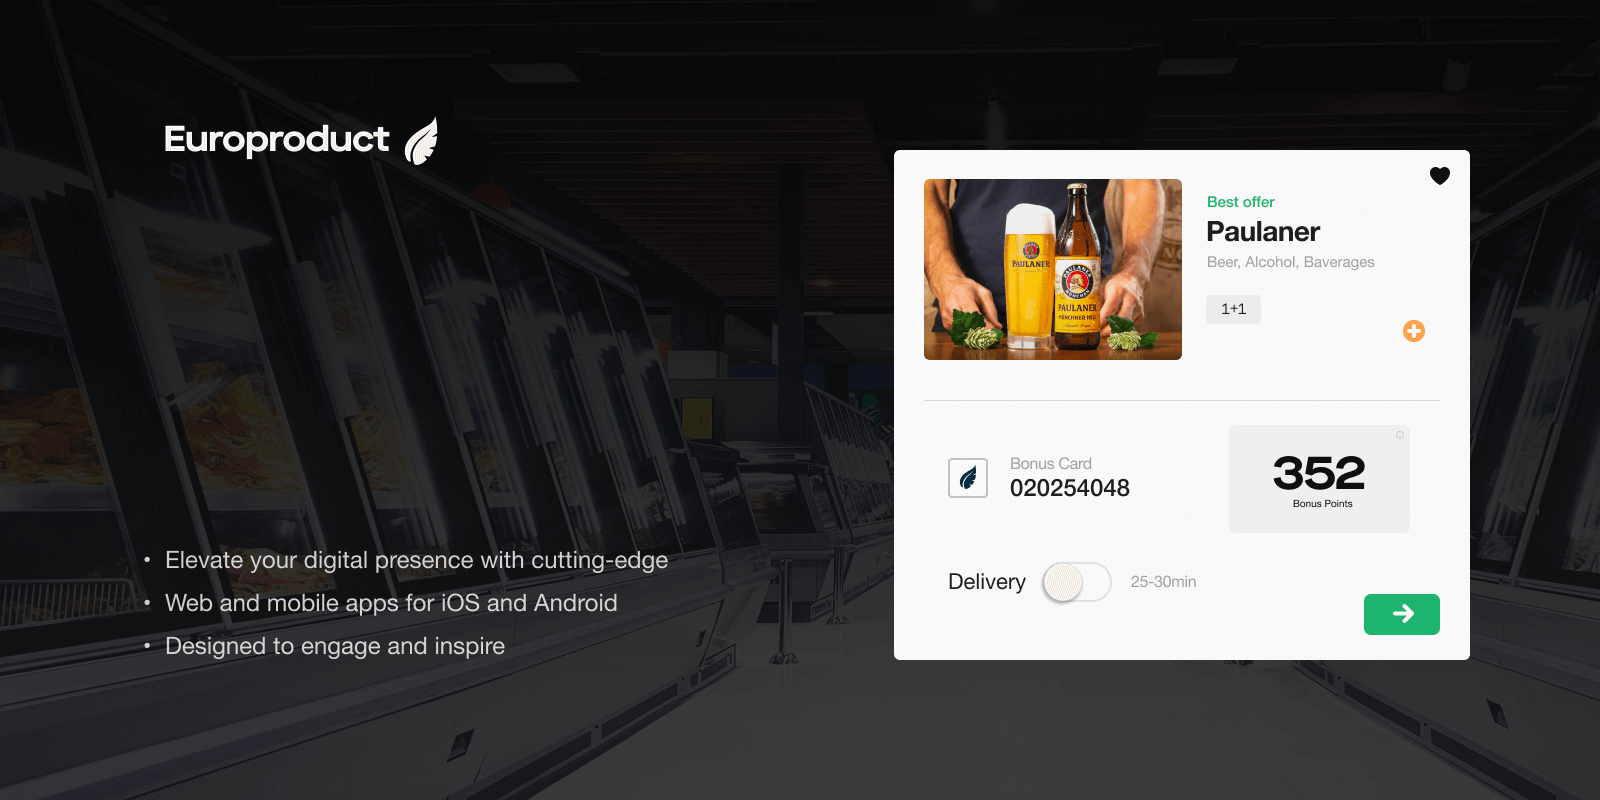 Europroduct
• Elevate your digital presence with cutting-edge
• Web and mobile apps for iOS and Android
• Designed to engage and inspire
PAULANER
PAULANER
MÜNCHEN
PAULANER
MÜNCHNER HELL
Best offer
Paulaner
Beer, Alcohol, Baverages
1+1
Bonus Card
020254048
352
Bonus Points
Delivery
25-30min